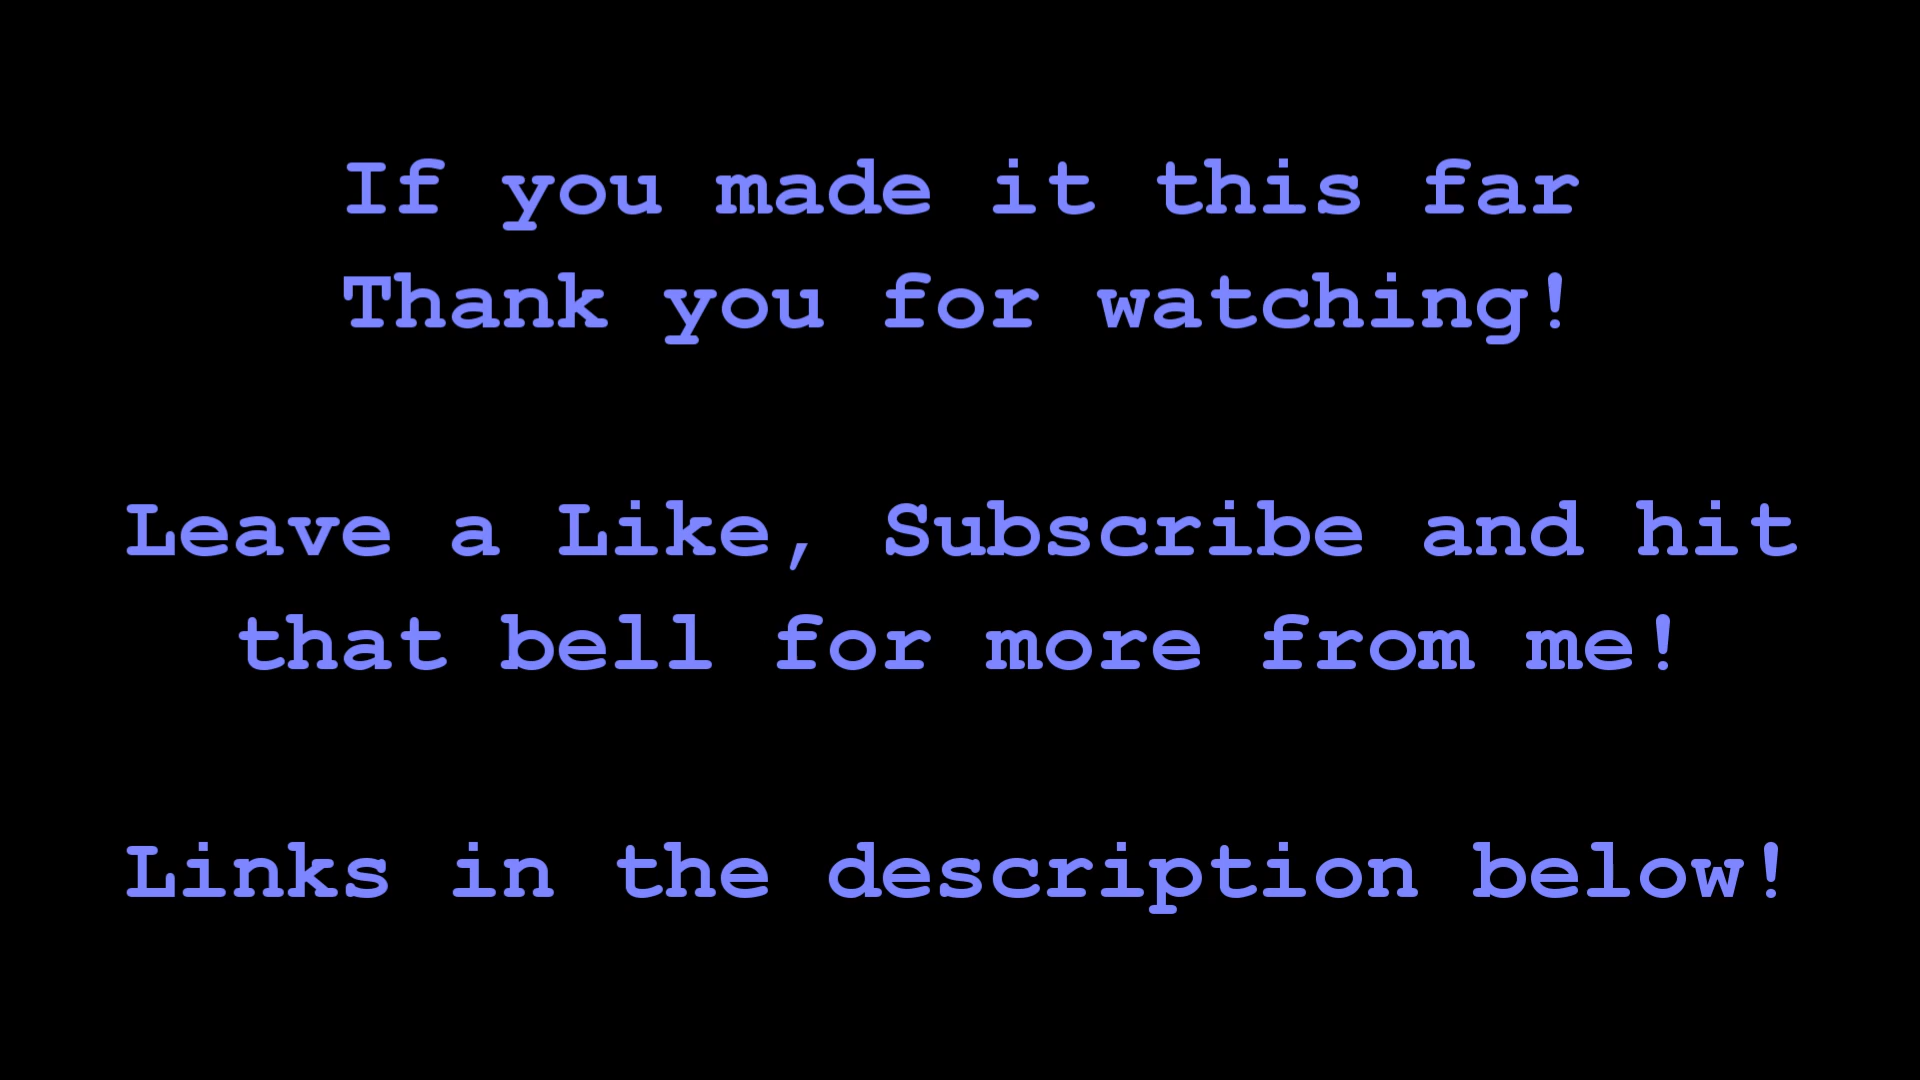 If you made it this far
Thank you for watching!
Leave a Like, Subscribe and hit
that bell for more from me!
Links in the description below!